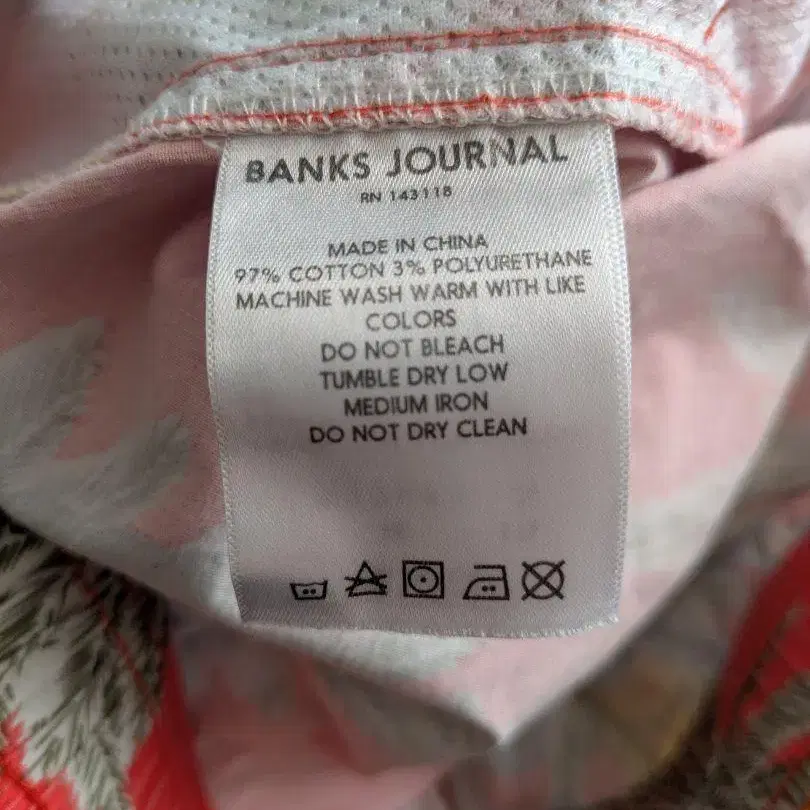 BANKS JOURNAL
RN 143118
MADE IN CHINA
97% COTTON 3% POLYURETHANE
MACHINE WASH WARM WITH LIKE
COLORS
DO NOT BLEACH
TUMBLE DRY LOW
MEDIUM IRON
DO NOT DRY CLEAN